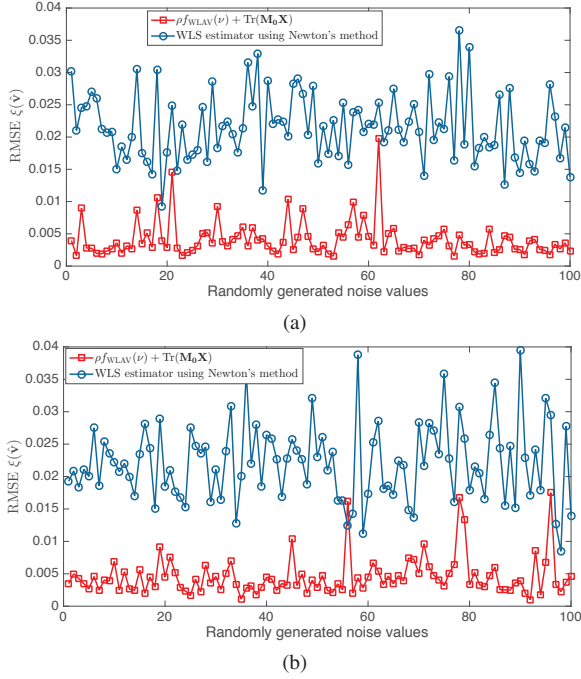 0.04
0.035
0.03
0.025
0.02
0.015
0.01
0.005
0
RMSE ξ(v̂)
ρf_WLAV(ν) + Tr(M₀X)
WLS estimator using Newton's method
0 20 40 60 80 100
Randomly generated noise values
(a)
0.04
0.035
0.03
0.025
0.02
0.015
0.01
0.005
0
RMSE ξ(v̂)
ρf_WLAV(ν) + Tr(M₀X)
WLS estimator using Newton's method
0 20 40 60 80 100
Randomly generated noise values
(b)